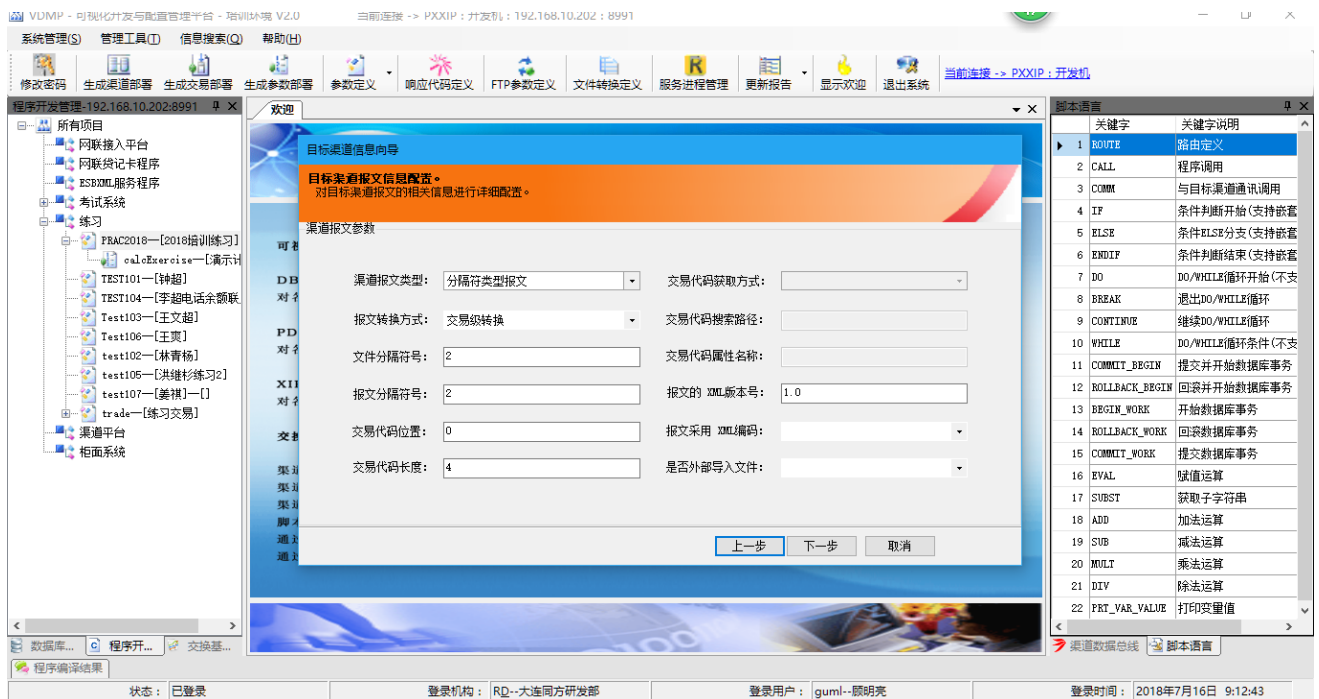 VDMP - 可视化开发与配置管理平台 - 培训环境 V2.0 当前连接 -> PXXIP：开发机：192.168.10.202：8991
系统管理(S) 管理工具(T) 信息搜索(Q) 帮助(H)
修改密码 生成渠道部署 生成交易部署 生成参数部署 参数定义 响应代码定义 FTP参数定义 文件转换定义 服务进程管理 更新报告 显示欢迎 退出系统 当前连接 -> PXXIP：开发机
程序开发管理-192.168.10.202:8991
所有项目
网联接入平台
网联贷记卡程序
ESBXML服务程序
考试系统
练习
PRAC2018—[2018培训练习]
calcExercise—[演示计
TEST101—[钟超]
TEST104—[李超电话余额联
Test103—[王文超]
Test106—[王爽]
test102—[林青杨]
test105—[洪继杉练习2]
test107—[姜祺]—[]
trade—[练习交易]
渠道平台
柜面系统
数据库... 程序开... 交换基...
欢迎
可视
DB
对各
PD
对各
XII
对各
交换
渠道
渠道
渠道
脚本
通过
通过
目标渠道信息向导
目标渠道报文信息配置。
对目标渠道报文的相关信息进行详细配置。
渠道报文参数
渠道报文类型： 分隔符类型报文 交易代码获取方式：
报文转换方式： 交易级转换 交易代码搜索路径：
文件分隔符号： 2 交易代码属性名称：
报文分隔符号： 2 报文的 XML版本号： 1.0
交易代码位置： 0 报文采用 XML编码：
交易代码长度： 4 是否外部导入文件：
上一步 下一步 取消
脚本语言
关键字 关键字说明
1 ROUTE 路由定义
2 CALL 程序调用
3 COMM 与目标渠道通讯调用
4 IF 条件判断开始(支持嵌套
5 ELSE 条件ELSE分支(支持嵌套
6 ENDIF 条件判断结束(支持嵌套
7 DO DO/WHILE循环开始(不支
8 BREAK 退出DO/WHILE循环
9 CONTINUE 继续DO/WHILE循环
10 WHILE DO/WHILE循环条件(不支
11 COMMIT_BEGIN 提交并开始数据库事务
12 ROLLBACK_BEGIN 回滚并开始数据库事务
13 BEGIN_WORK 开始数据库事务
14 ROLLBACK_WORK 回滚数据库事务
15 COMMIT_WORK 提交数据库事务
16 EVAL 赋值运算
17 SUBST 获取子字符串
18 ADD 加法运算
19 SUB 减法运算
20 MULT 乘法运算
21 DIV 除法运算
22 PRT_VAR_VALUE 打印变量值
渠道数据总线 脚本语言
程序编译结果
状态： 已登录 登录机构： RD--大连同方研发部 登录用户： guml--顾明亮 登录时间： 2018年7月16日 9:12:43